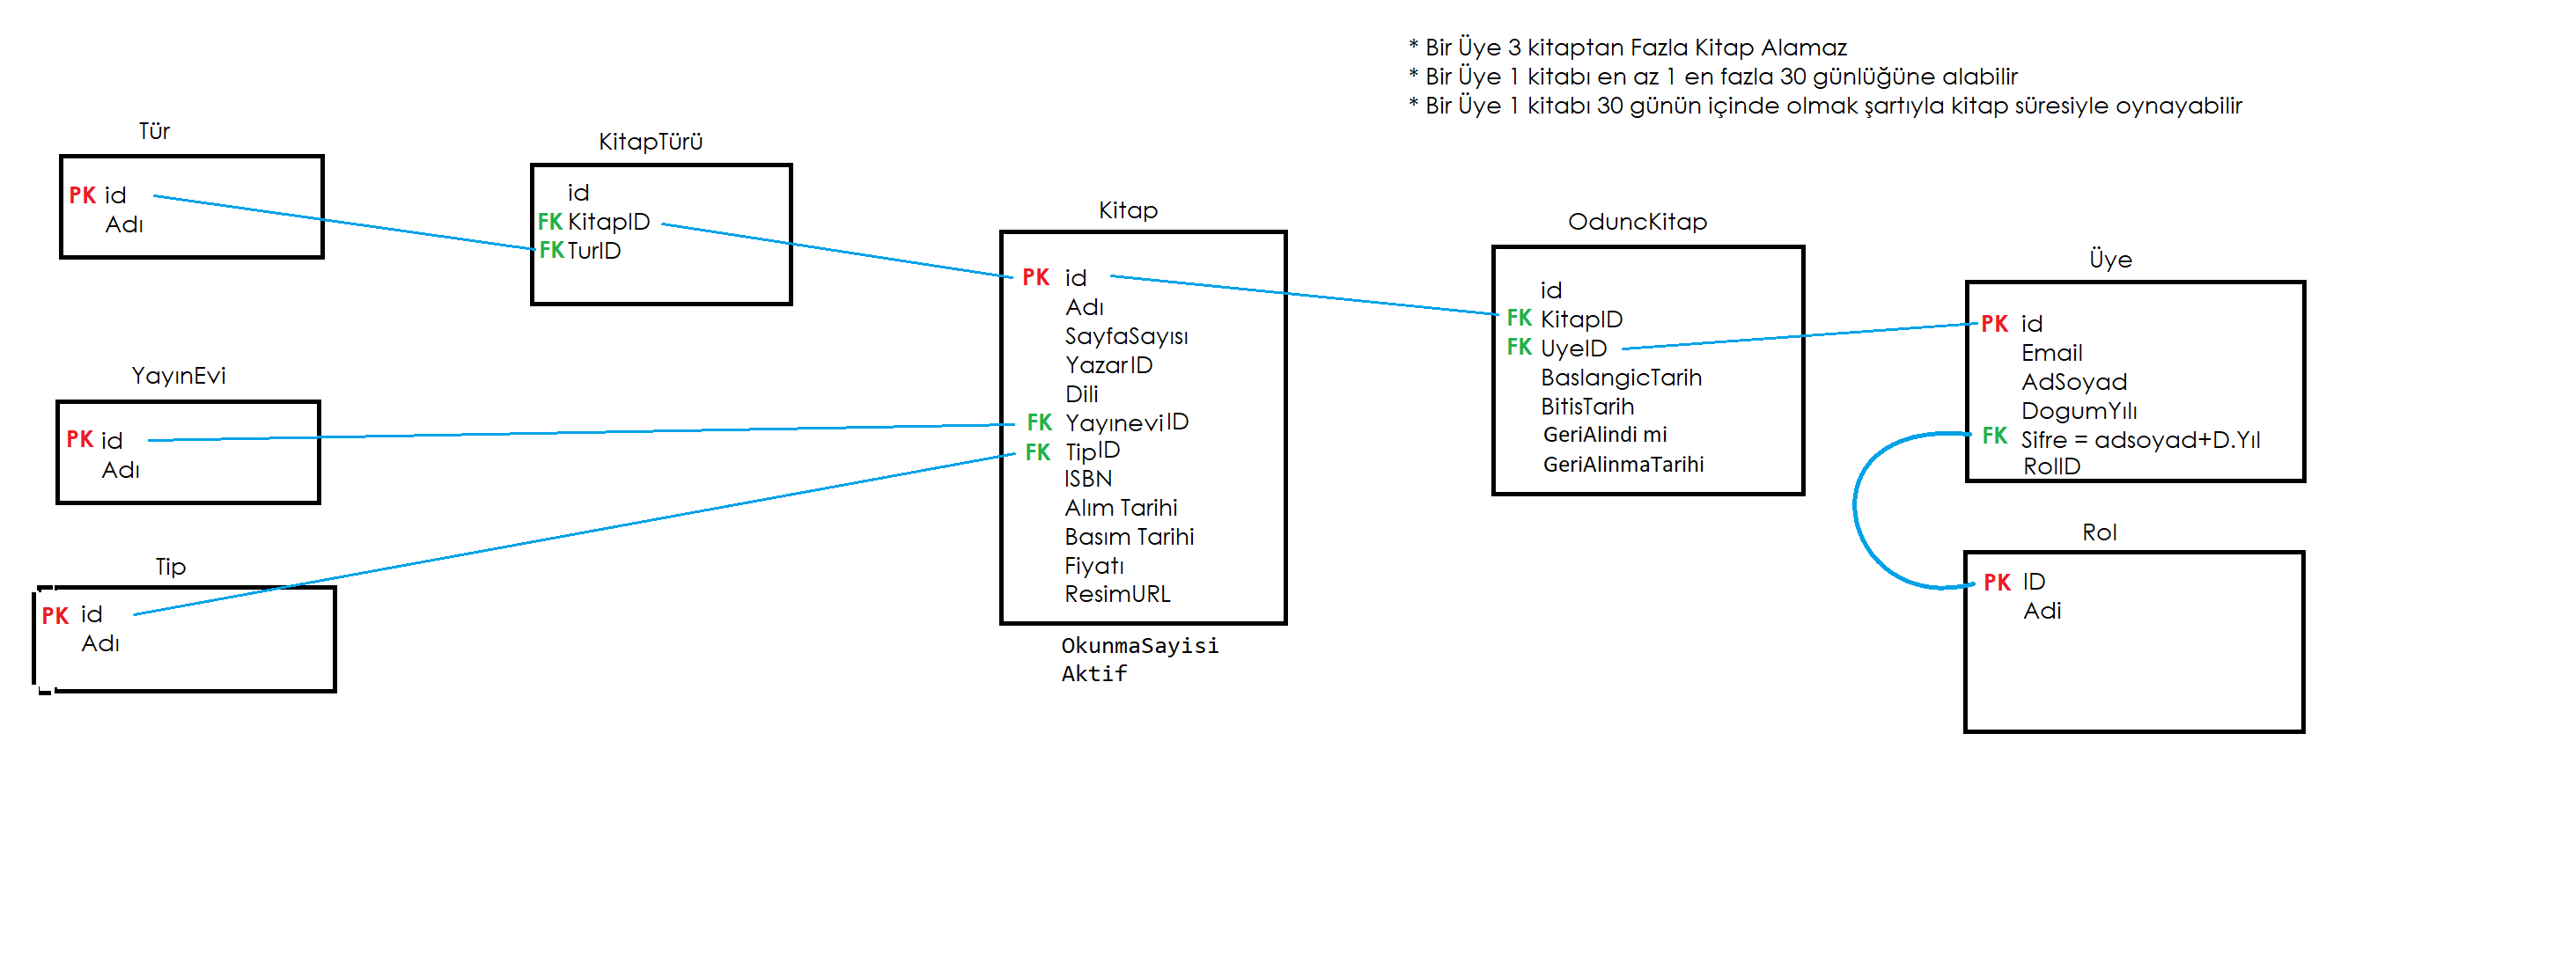 * Bir Üye 3 kitaptan Fazla Kitap Alamaz
* Bir Üye 1 kitabı en az 1 en fazla 30 günlüğüne alabilir
* Bir Üye 1 kitabı 30 günün içinde olmak şartıyla kitap süresiyle oynayabilir
Tür
PK id
Adı
KitapTürü
id
FK KitapID
FK TurID
YayınEvi
PK id
Adı
Tip
PK id
Adı
Kitap
PK id
Adı
SayfaSayısı
YazarID
Dili
FK YayıneviID
FK TipID
ISBN
Alım Tarihi
Basım Tarihi
Fiyatı
ResimURL
OkunmaSayisi
Aktif
OduncKitap
id
FK KitapID
FK UyeID
BaslangicTarih
BitisTarih
GeriAlindi mi
GeriAlinmaTarihi
Üye
PK id
Email
AdSoyad
DogumYılı
FK Sifre = adsoyad+D.Yıl
RolID
Rol
PK ID
Adi